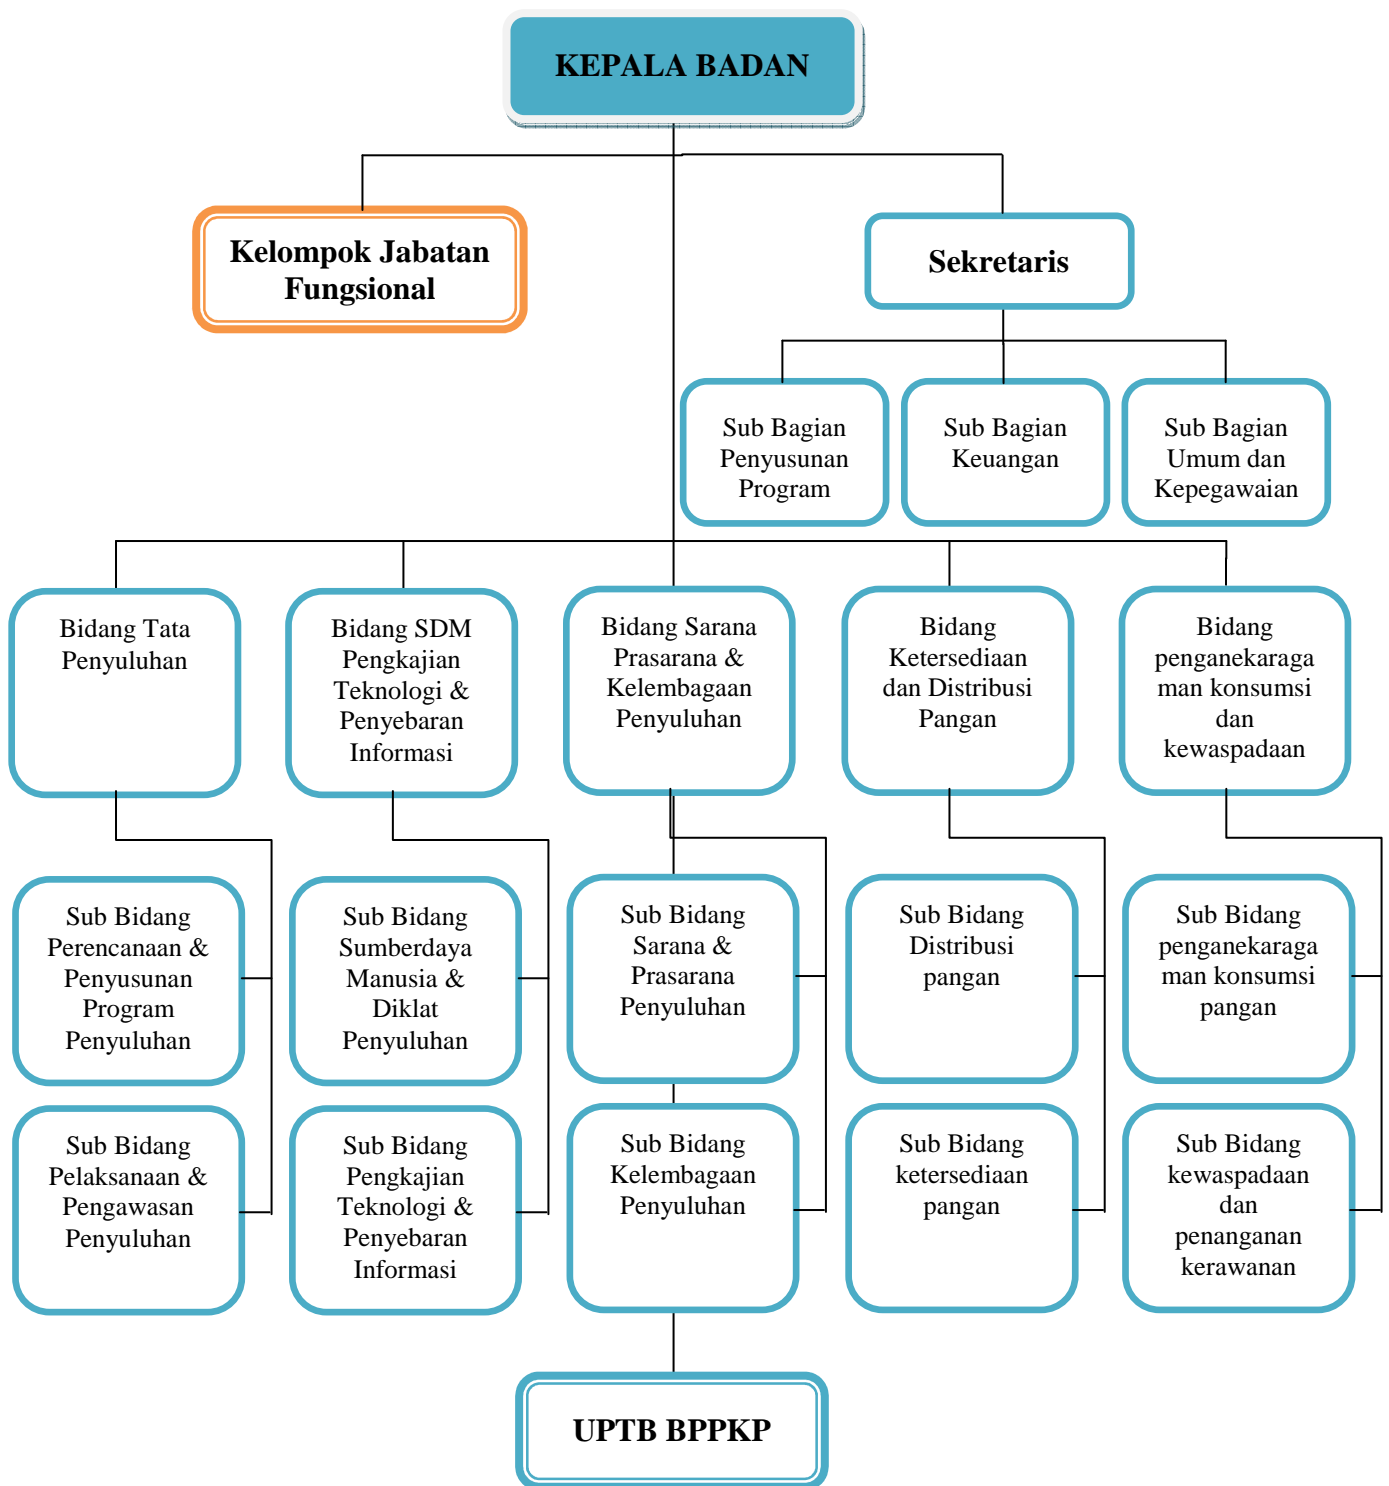 KEPALA BADAN
Kelompok Jabatan
Fungsional
Sekretaris
Sub Bagian
Penyusunan
Program
Sub Bagian
Keuangan
Sub Bagian
Umum dan
Kepegawaian
Bidang Tata
Penyuluhan
Bidang SDM
Pengkajian
Teknologi &
Penyebaran
Informasi
Bidang Sarana
Prasarana &
Kelembagaan
Penyuluhan
Bidang
Ketersediaan
dan Distribusi
Pangan
Bidang
penganekaraga
man konsumsi
dan
kewaspadaan
Sub Bidang
Perencanaan &
Penyusunan
Program
Penyuluhan
Sub Bidang
Sumberdaya
Manusia &
Diklat
Penyuluhan
Sub Bidang
Sarana &
Prasarana
Penyuluhan
Sub Bidang
Distribusi
pangan
Sub Bidang
penganekaraga
man konsumsi
pangan
Sub Bidang
Pelaksanaan &
Pengawasan
Penyuluhan
Sub Bidang
Pengkajian
Teknologi &
Penyebaran
Informasi
Sub Bidang
Kelembagaan
Penyuluhan
Sub Bidang
ketersediaan
pangan
Sub Bidang
kewaspadaan
dan
penanganan
kerawanan
UPTB BPPKP